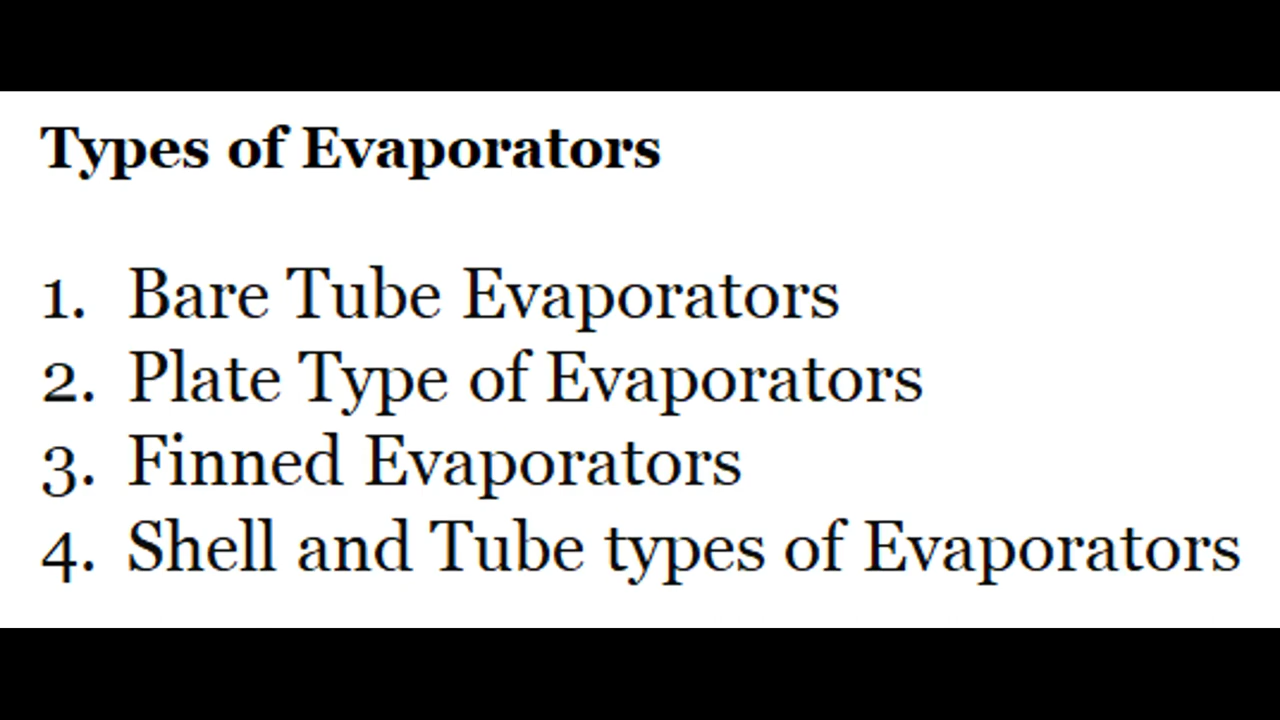 Types of Evaporators
1. Bare Tube Evaporators
2. Plate Type of Evaporators
3. Finned Evaporators
4. Shell and Tube types of Evaporators